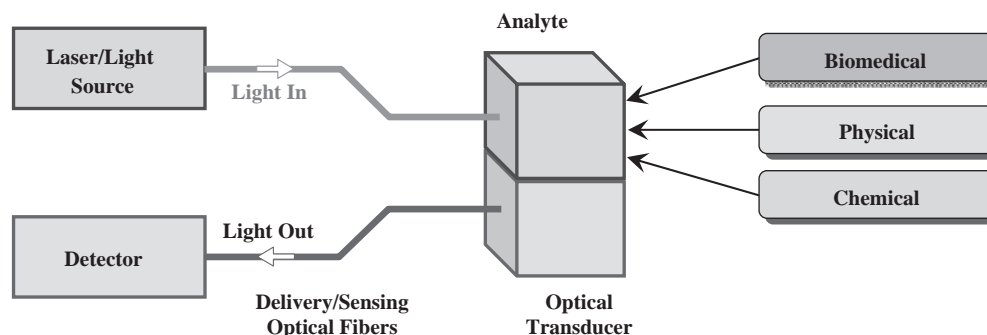 Analyte
Laser/Light
Source
Light In
Biomedical
Physical
Chemical
Light Out
Detector
Delivery/Sensing
Optical Fibers
Optical
Transducer